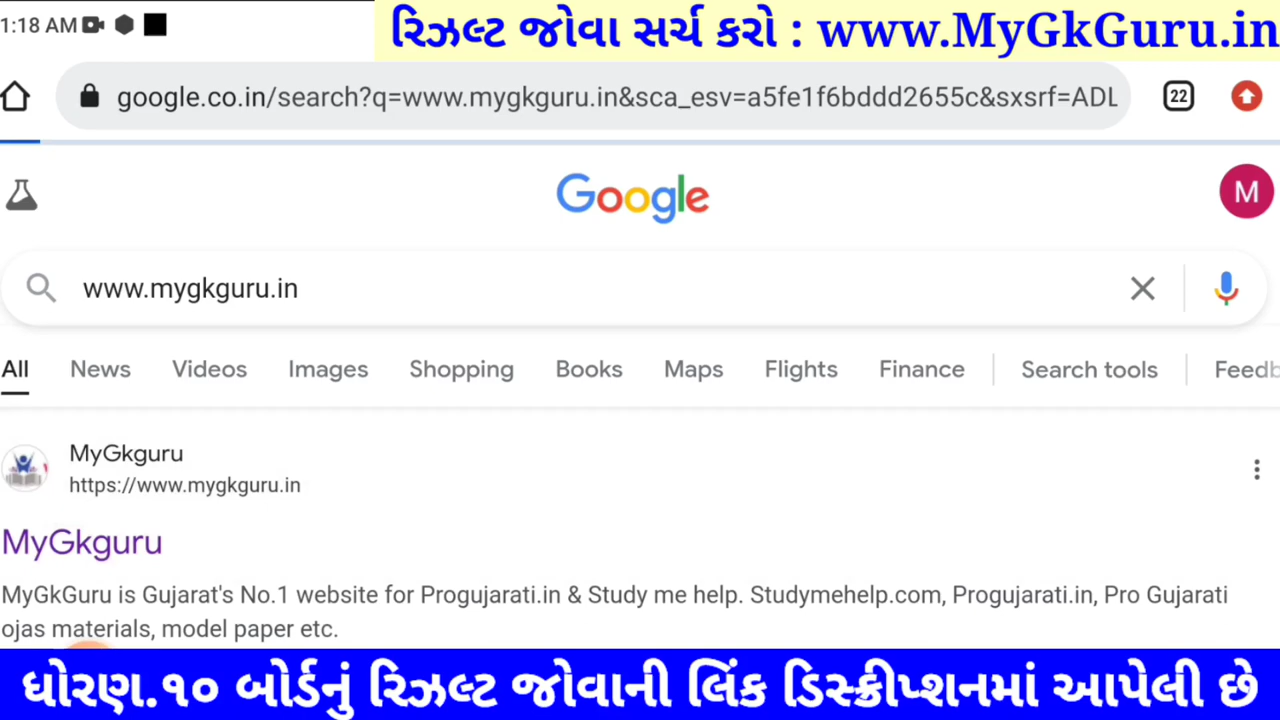 1:18 AM
રિઝલ્ટ જોવા સર્ચ કરો : www.MyGkGuru.in
google.co.in/search?q=www.mygkguru.in&sca_esv=a5fe1f6bddd2655c&sxsrf=ADL
22
Google
M
www.mygkguru.in
All News Videos Images Shopping Books Maps Flights Finance Search tools Feedb
MyGkguru
https://www.mygkguru.in
MyGkguru
MyGkGuru is Gujarat's No.1 website for Progujarati.in & Study me help. Studymehelp.com, Progujarati.in, Pro Gujarati
ojas materials, model paper etc.
ધોરણ.૧૦ બોર્ડનું રિઝલ્ટ જોવાની લિંક ડિસ્ક્રીપ્શનમાં આપેલી છે